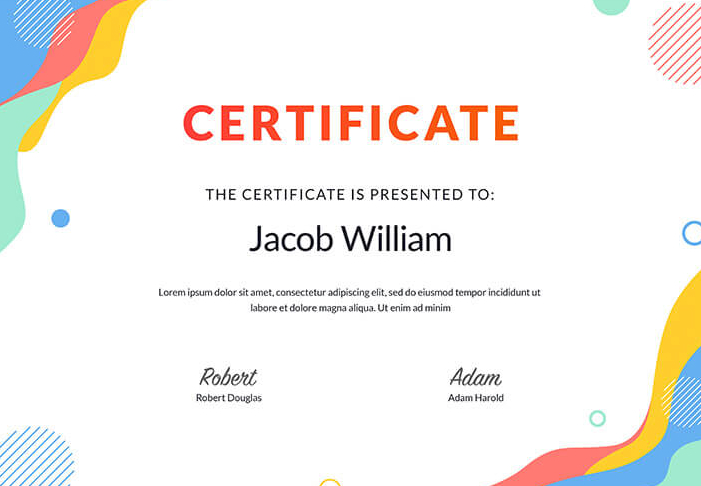 CERTIFICATE
THE CERTIFICATE IS PRESENTED TO:
Jacob William
Lorem ipsum dolor sit amet, consectetur adipiscing elit, sed do eiusmod tempor incididunt ut
labore et dolore magna aliqua. Ut enim ad minim
Robert Adam
Robert Douglas Adam Harold